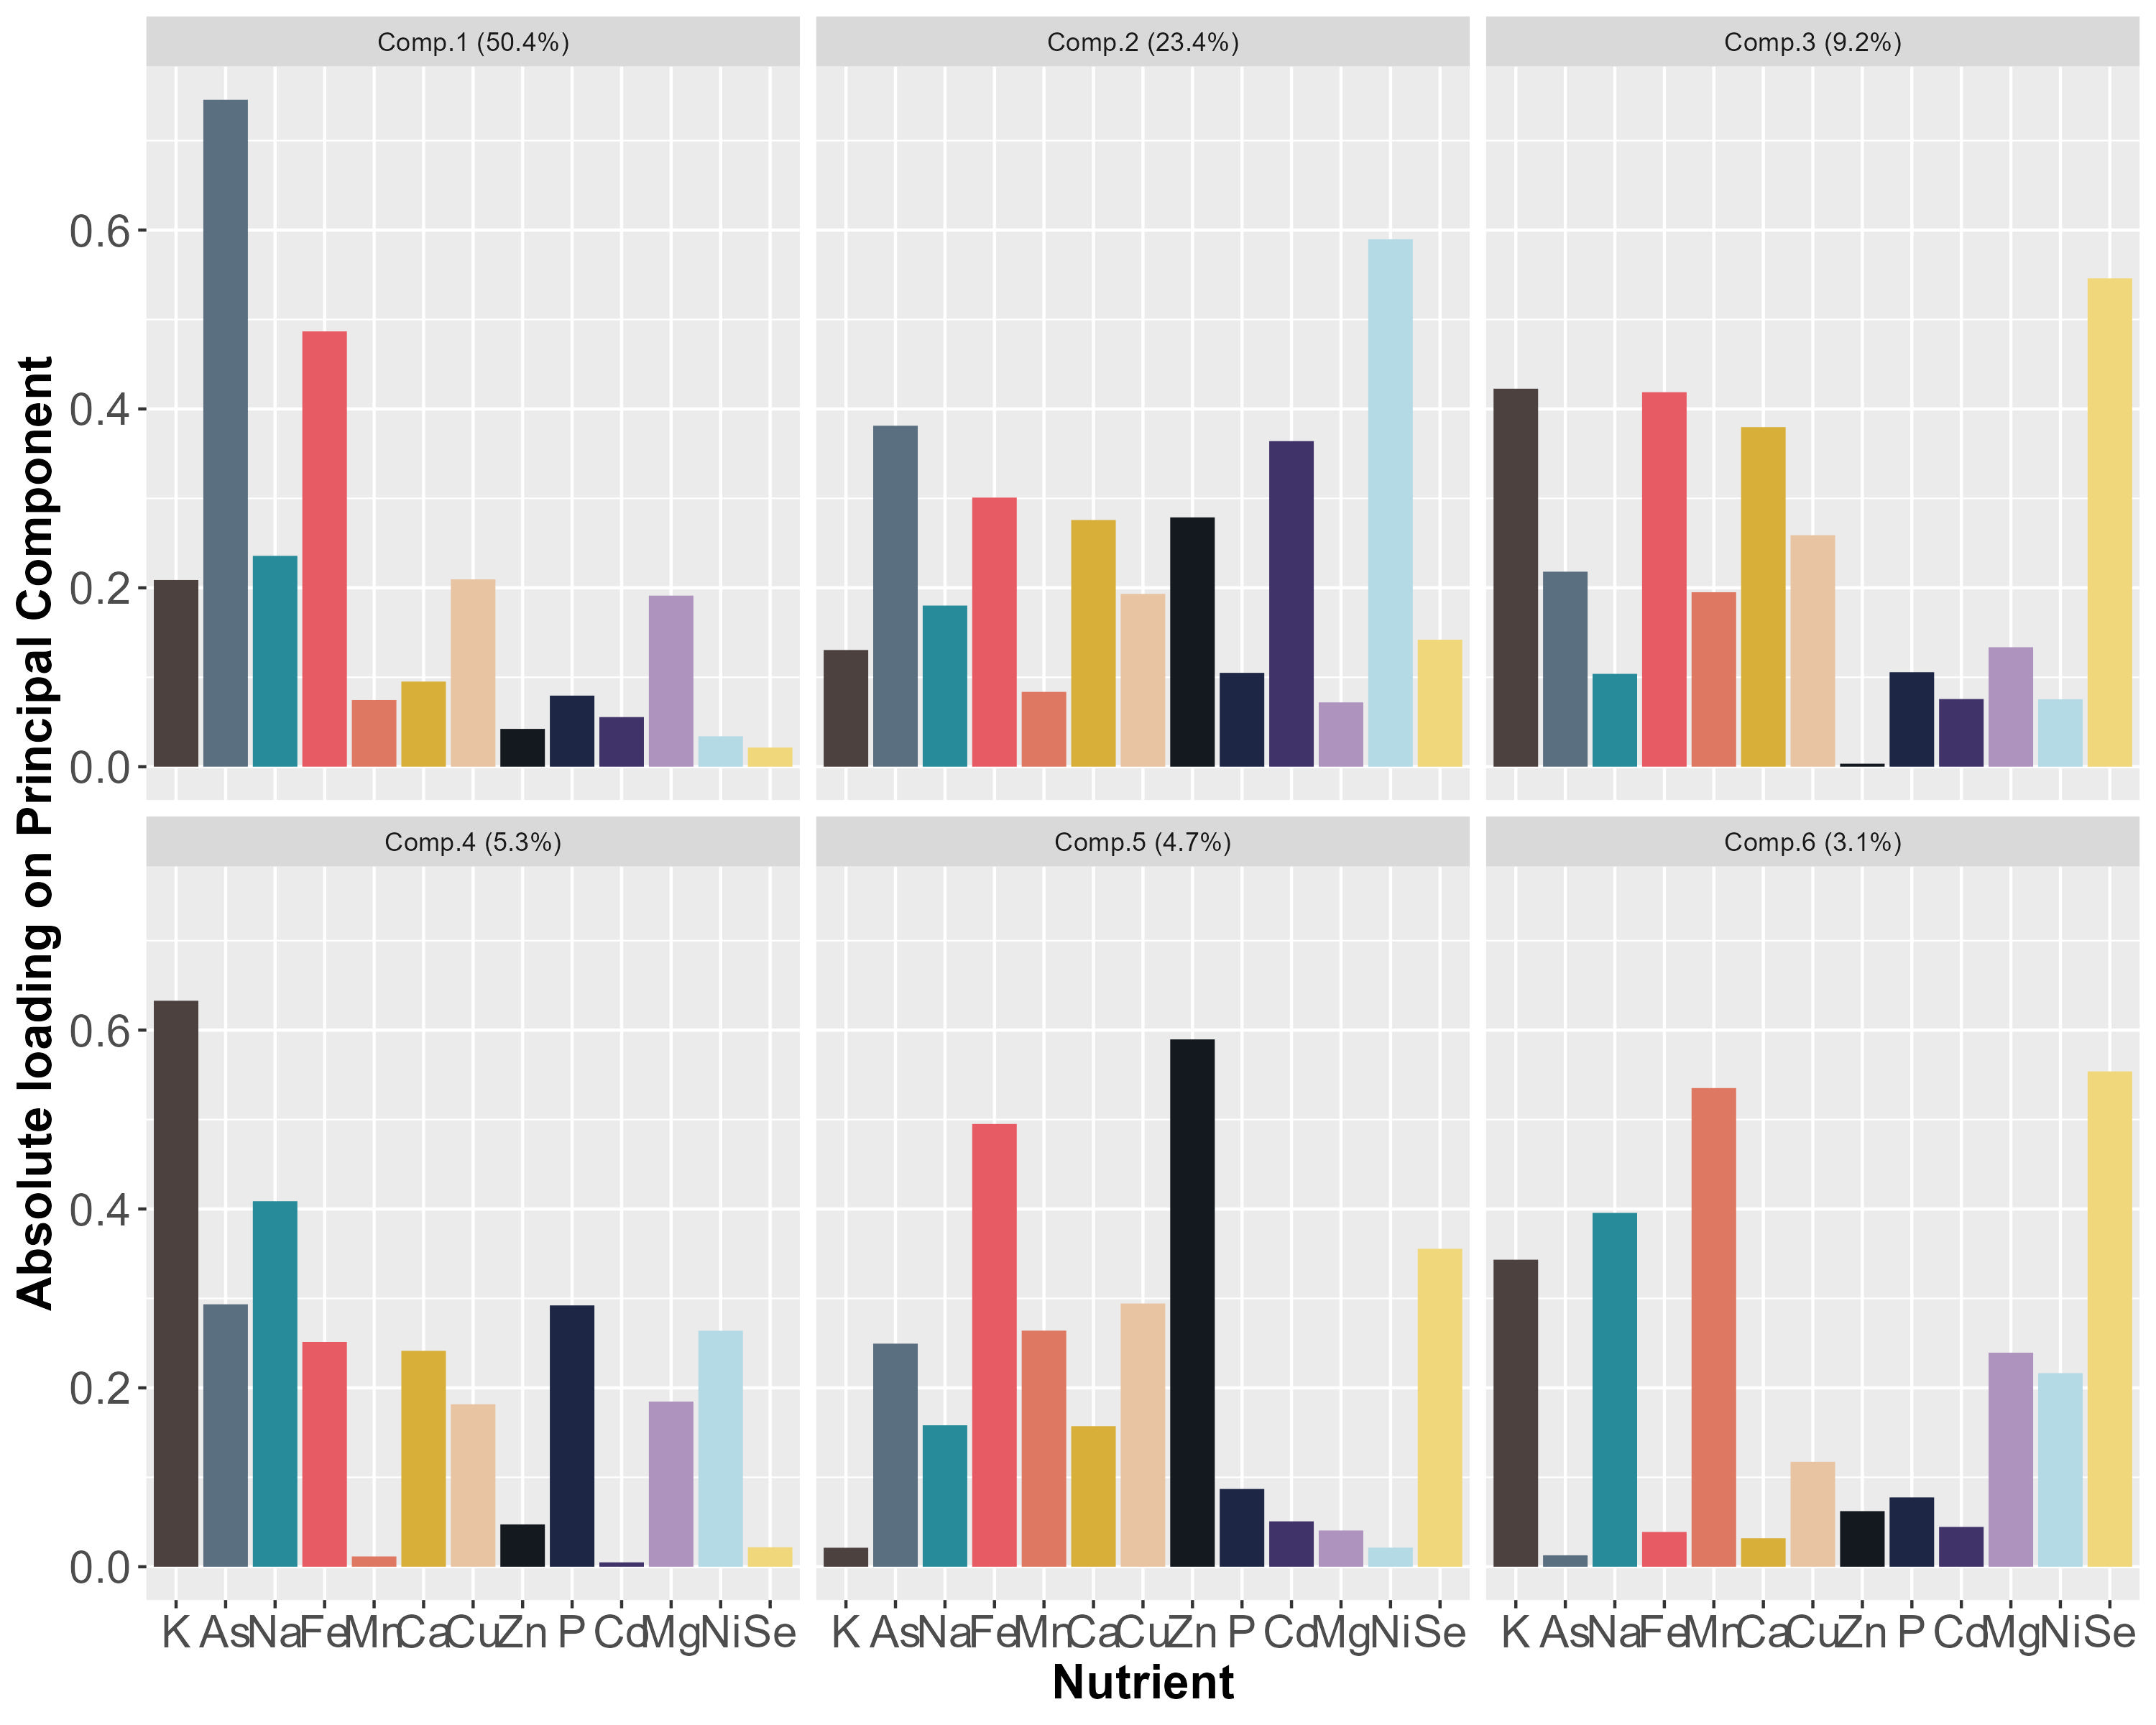 Comp.1 (50.4%) Comp.2 (23.4%) Comp.3 (9.2%)
0.6
0.4
0.2
0.0
Comp.4 (5.3%) Comp.5 (4.7%) Comp.6 (3.1%)
0.6
0.4
0.2
0.0
K As Na Fe Mn Ca Cu Zn P Cd Mg Ni Se K As Na Fe Mn Ca Cu Zn P Cd Mg Ni Se K As Na Fe Mn Ca Cu Zn P Cd Mg Ni Se
Nutrient
Absolute loading on Principal Component